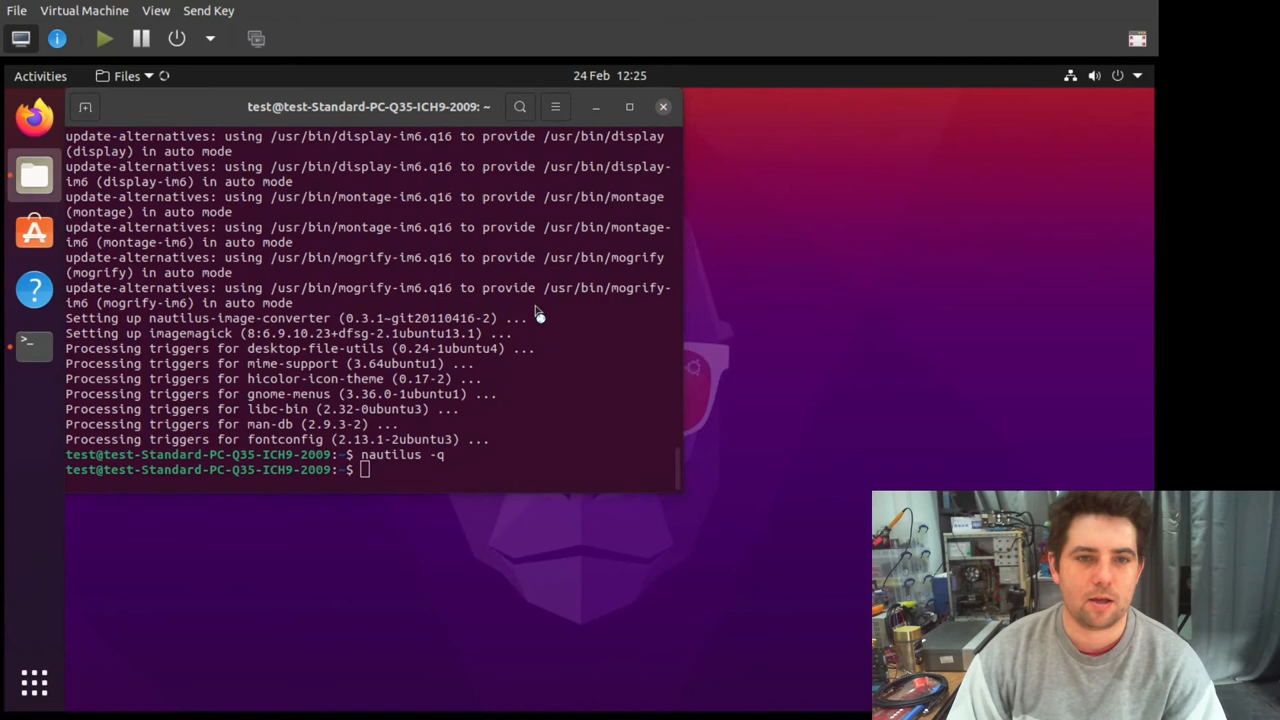 File Virtual Machine View Send Key
Activities Files 24 Feb 12:25
test@test-Standard-PC-Q35-ICH9-2009: ~
update-alternatives: using /usr/bin/display-im6.q16 to provide /usr/bin/display
(display) in auto mode
update-alternatives: using /usr/bin/display-im6.q16 to provide /usr/bin/display-
im6 (display-im6) in auto mode
update-alternatives: using /usr/bin/montage-im6.q16 to provide /usr/bin/montage
(montage) in auto mode
update-alternatives: using /usr/bin/montage-im6.q16 to provide /usr/bin/montage-
im6 (montage-im6) in auto mode
update-alternatives: using /usr/bin/mogrify-im6.q16 to provide /usr/bin/mogrify
(mogrify) in auto mode
update-alternatives: using /usr/bin/mogrify-im6.q16 to provide /usr/bin/mogrify-
im6 (mogrify-im6) in auto mode
Setting up nautilus-image-converter (0.3.1~git20110416-2) ...
Setting up imagemagick (8:6.9.10.23+dfsg-2.1ubuntu13.1) ...
Processing triggers for desktop-file-utils (0.24-1ubuntu4) ...
Processing triggers for mime-support (3.64ubuntu1) ...
Processing triggers for hicolor-icon-theme (0.17-2) ...
Processing triggers for gnome-menus (3.36.0-1ubuntu1) ...
Processing triggers for libc-bin (2.32-0ubuntu3) ...
Processing triggers for man-db (2.9.3-2) ...
Processing triggers for fontconfig (2.13.1-2ubuntu3) ...
test@test-Standard-PC-Q35-ICH9-2009:~$ nautilus -q
test@test-Standard-PC-Q35-ICH9-2009:~$